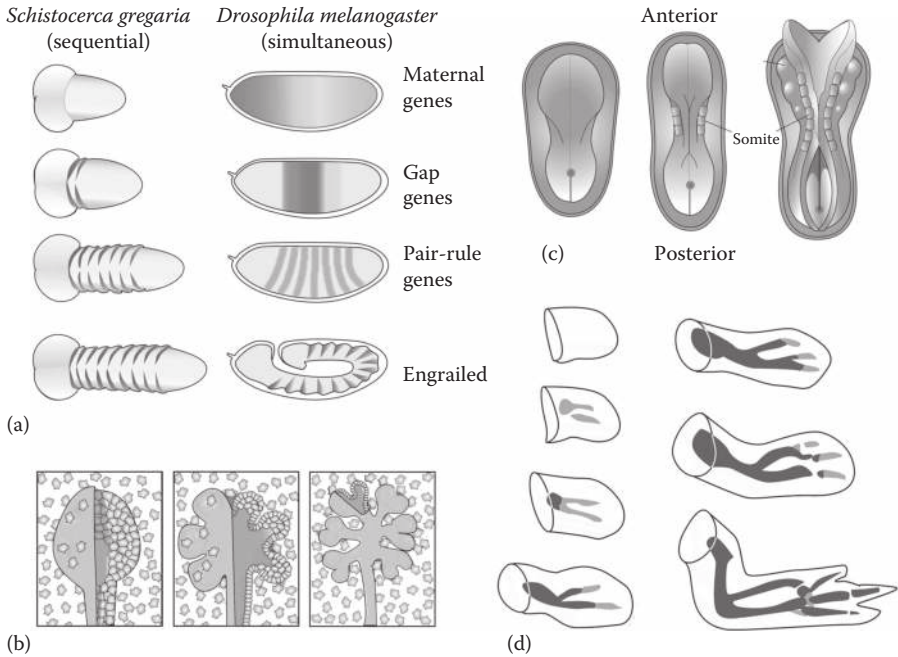 Schistocerca gregaria
(sequential)
Drosophila melanogaster
(simultaneous)
Maternal
genes
Gap
genes
Pair-rule
genes
Engrailed
(a)
(b)
Anterior
Somite
Posterior
(c)
(d)